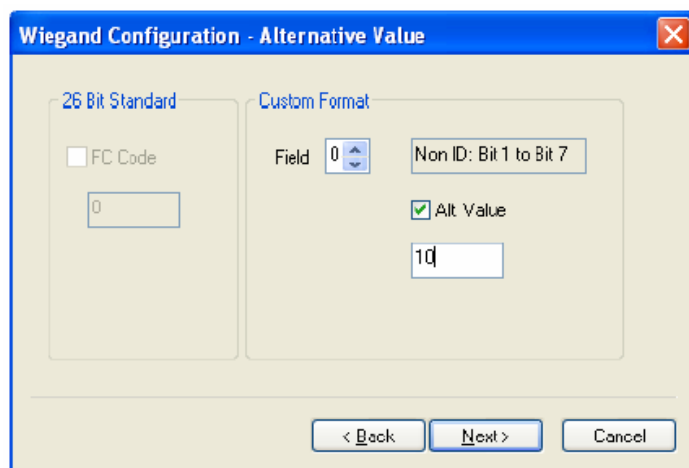 Wiegand Configuration - Alternative Value
26 Bit Standard
FC Code
0
Custom Format
Field 0 Non ID: Bit 1 to Bit 7
Alt. Value
10
< Back Next > Cancel